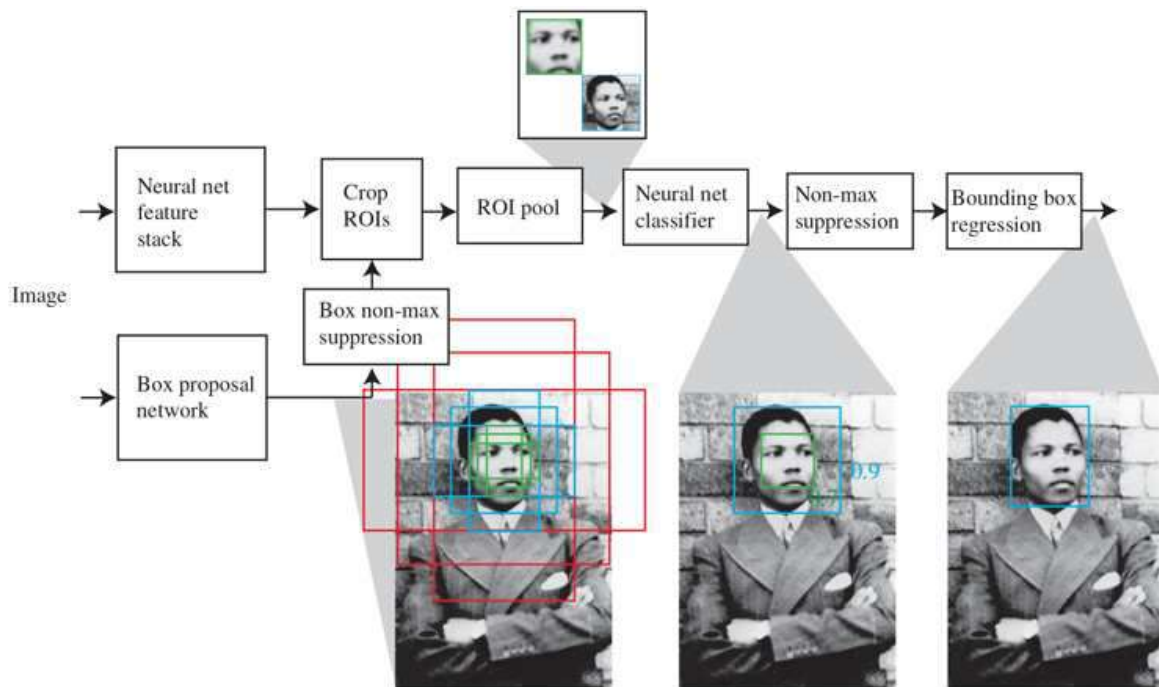 Neural net
feature
stack
Crop
ROIs
ROI pool
Neural net
classifier
Non-max
suppression
Bounding box
regression
Image
Box non-max
suppression
Box proposal
network
0.9